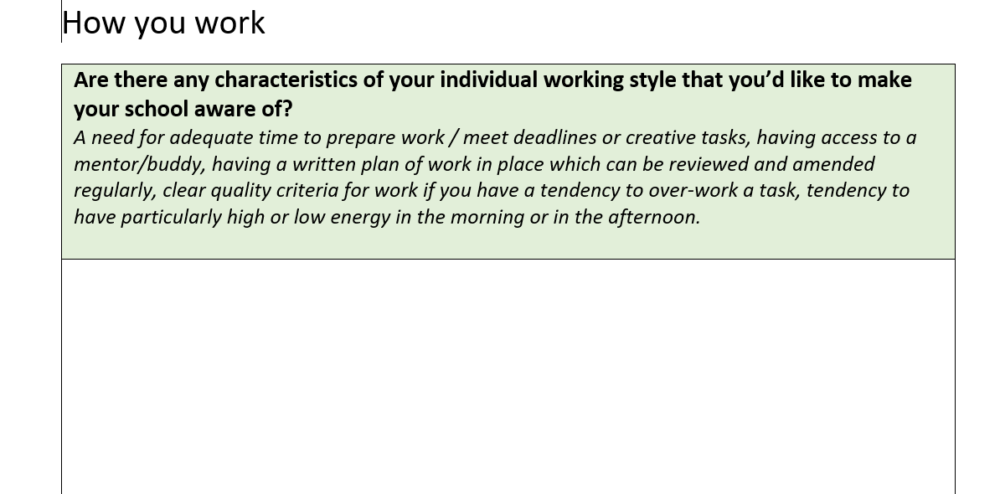 How you work
Are there any characteristics of your individual working style that you’d like to make
your school aware of?
A need for adequate time to prepare work / meet deadlines or creative tasks, having access to a
mentor/buddy, having a written plan of work in place which can be reviewed and amended
regularly, clear quality criteria for work if you have a tendency to over-work a task, tendency to
have particularly high or low energy in the morning or in the afternoon.